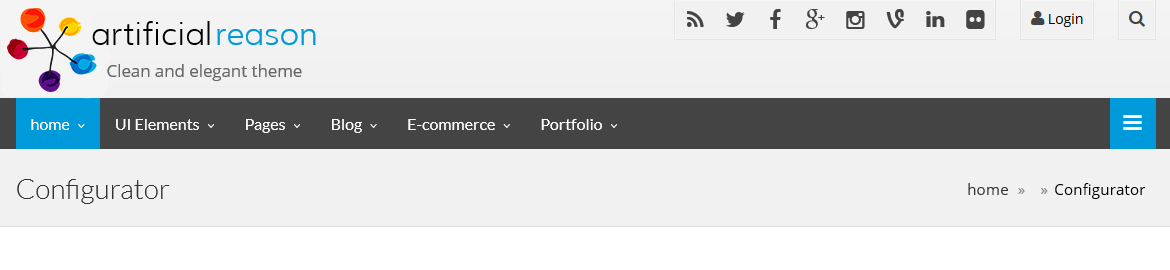 artificial reason
Clean and elegant theme
Login
home UI Elements Pages Blog E-commerce Portfolio
Configurator
home » » Configurator